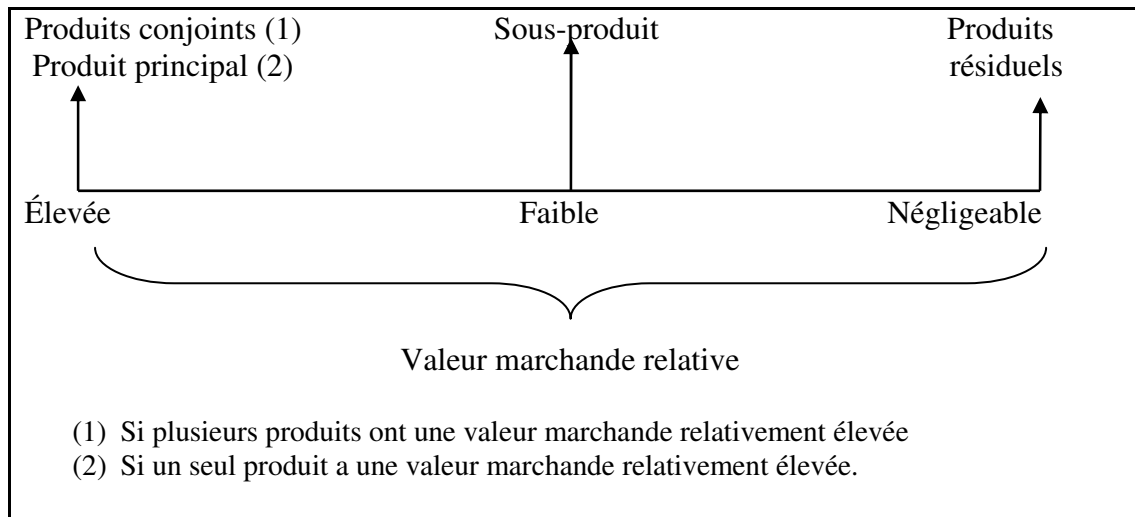 Produits conjoints (1) Sous-produit Produits
Produit principal (2) résiduels
Élevée Faible Négligeable
Valeur marchande relative
(1) Si plusieurs produits ont une valeur marchande relativement élevée
(2) Si un seul produit a une valeur marchande relativement élevée.